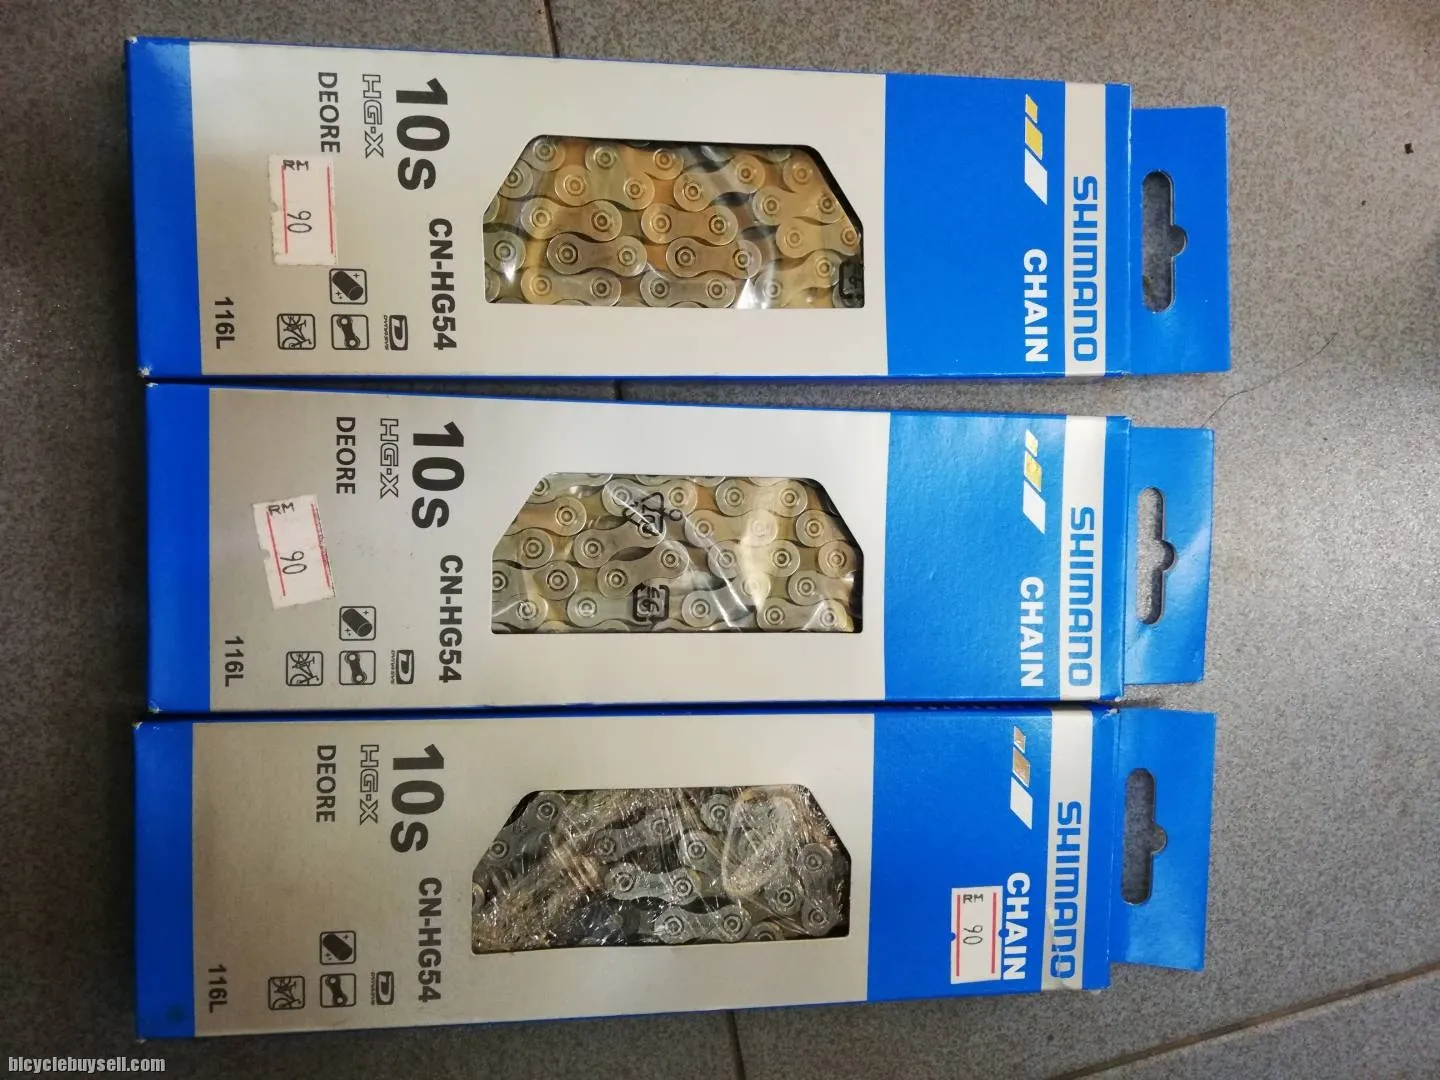 SHIMANO
CHAIN
10s
HG-X
DEORE
CN-HG54
RM
90
DYNASYS
116L
SHIMANO
CHAIN
10s
HG-X
DEORE
CN-HG54
RM
90
116L
SHIMANO
CHAIN
10s
HG-X
DEORE
CN-HG54
RM
90
116L
bicyclebuysell.com